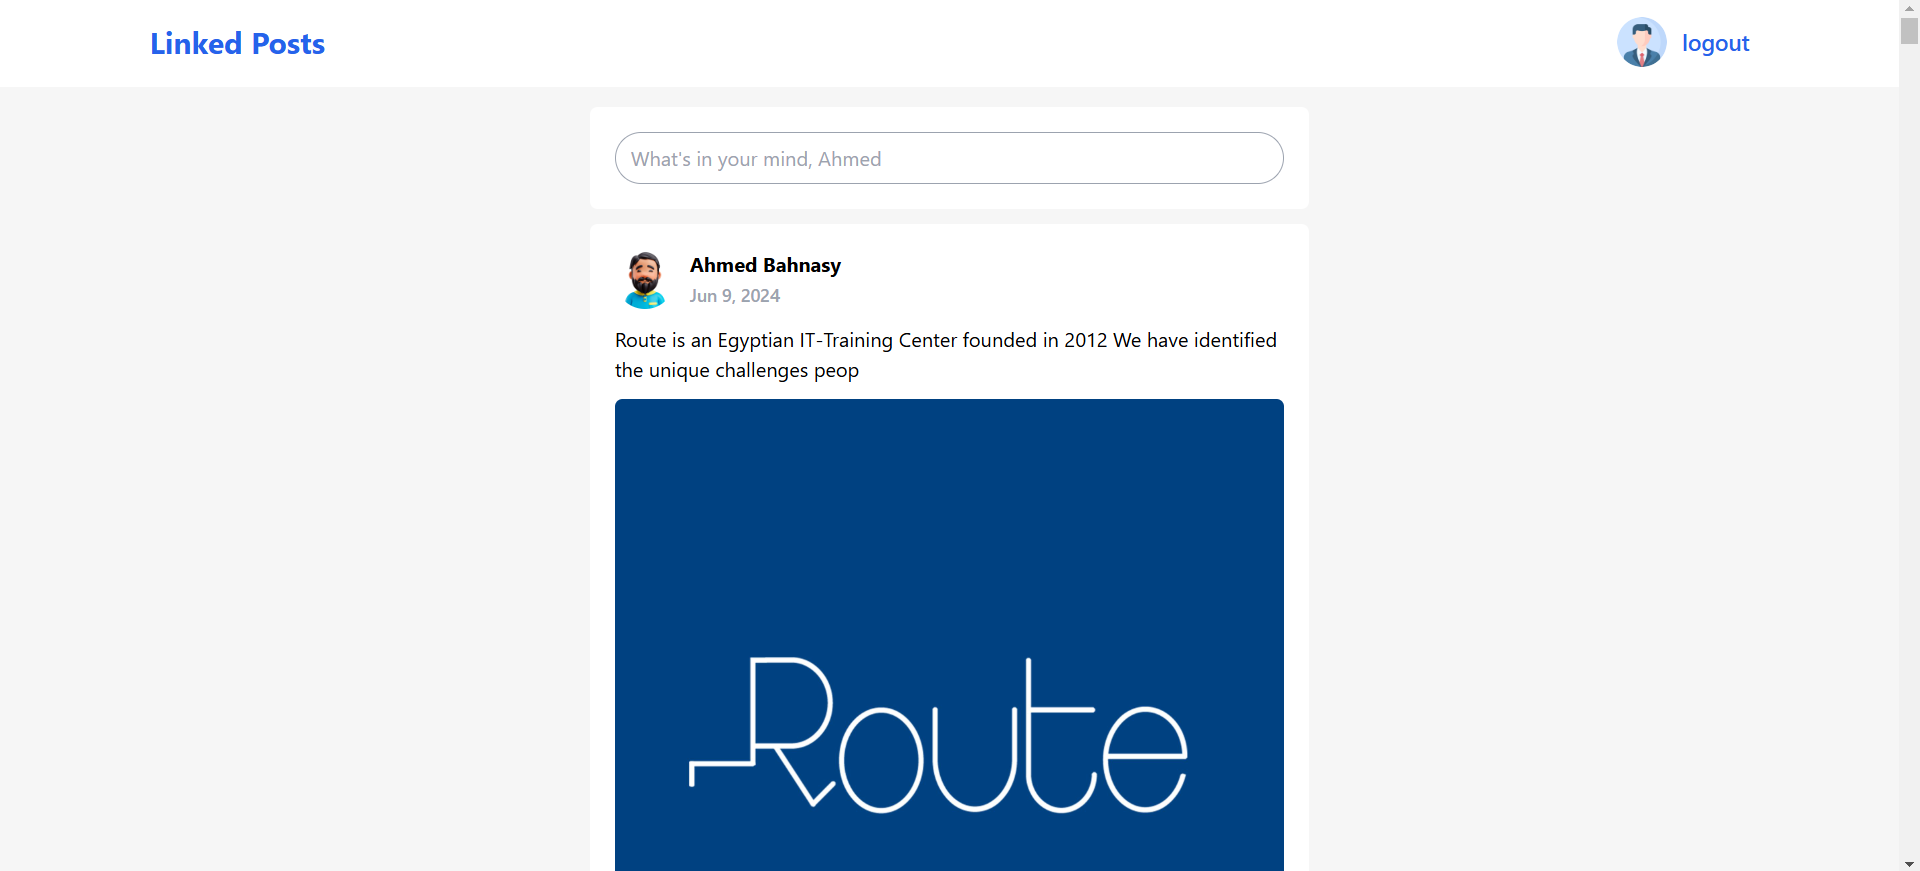 Linked Posts
logout
What's in your mind, Ahmed
Ahmed Bahnasy
Jun 9, 2024
Route is an Egyptian IT-Training Center founded in 2012 We have identified
the unique challenges peop
Route